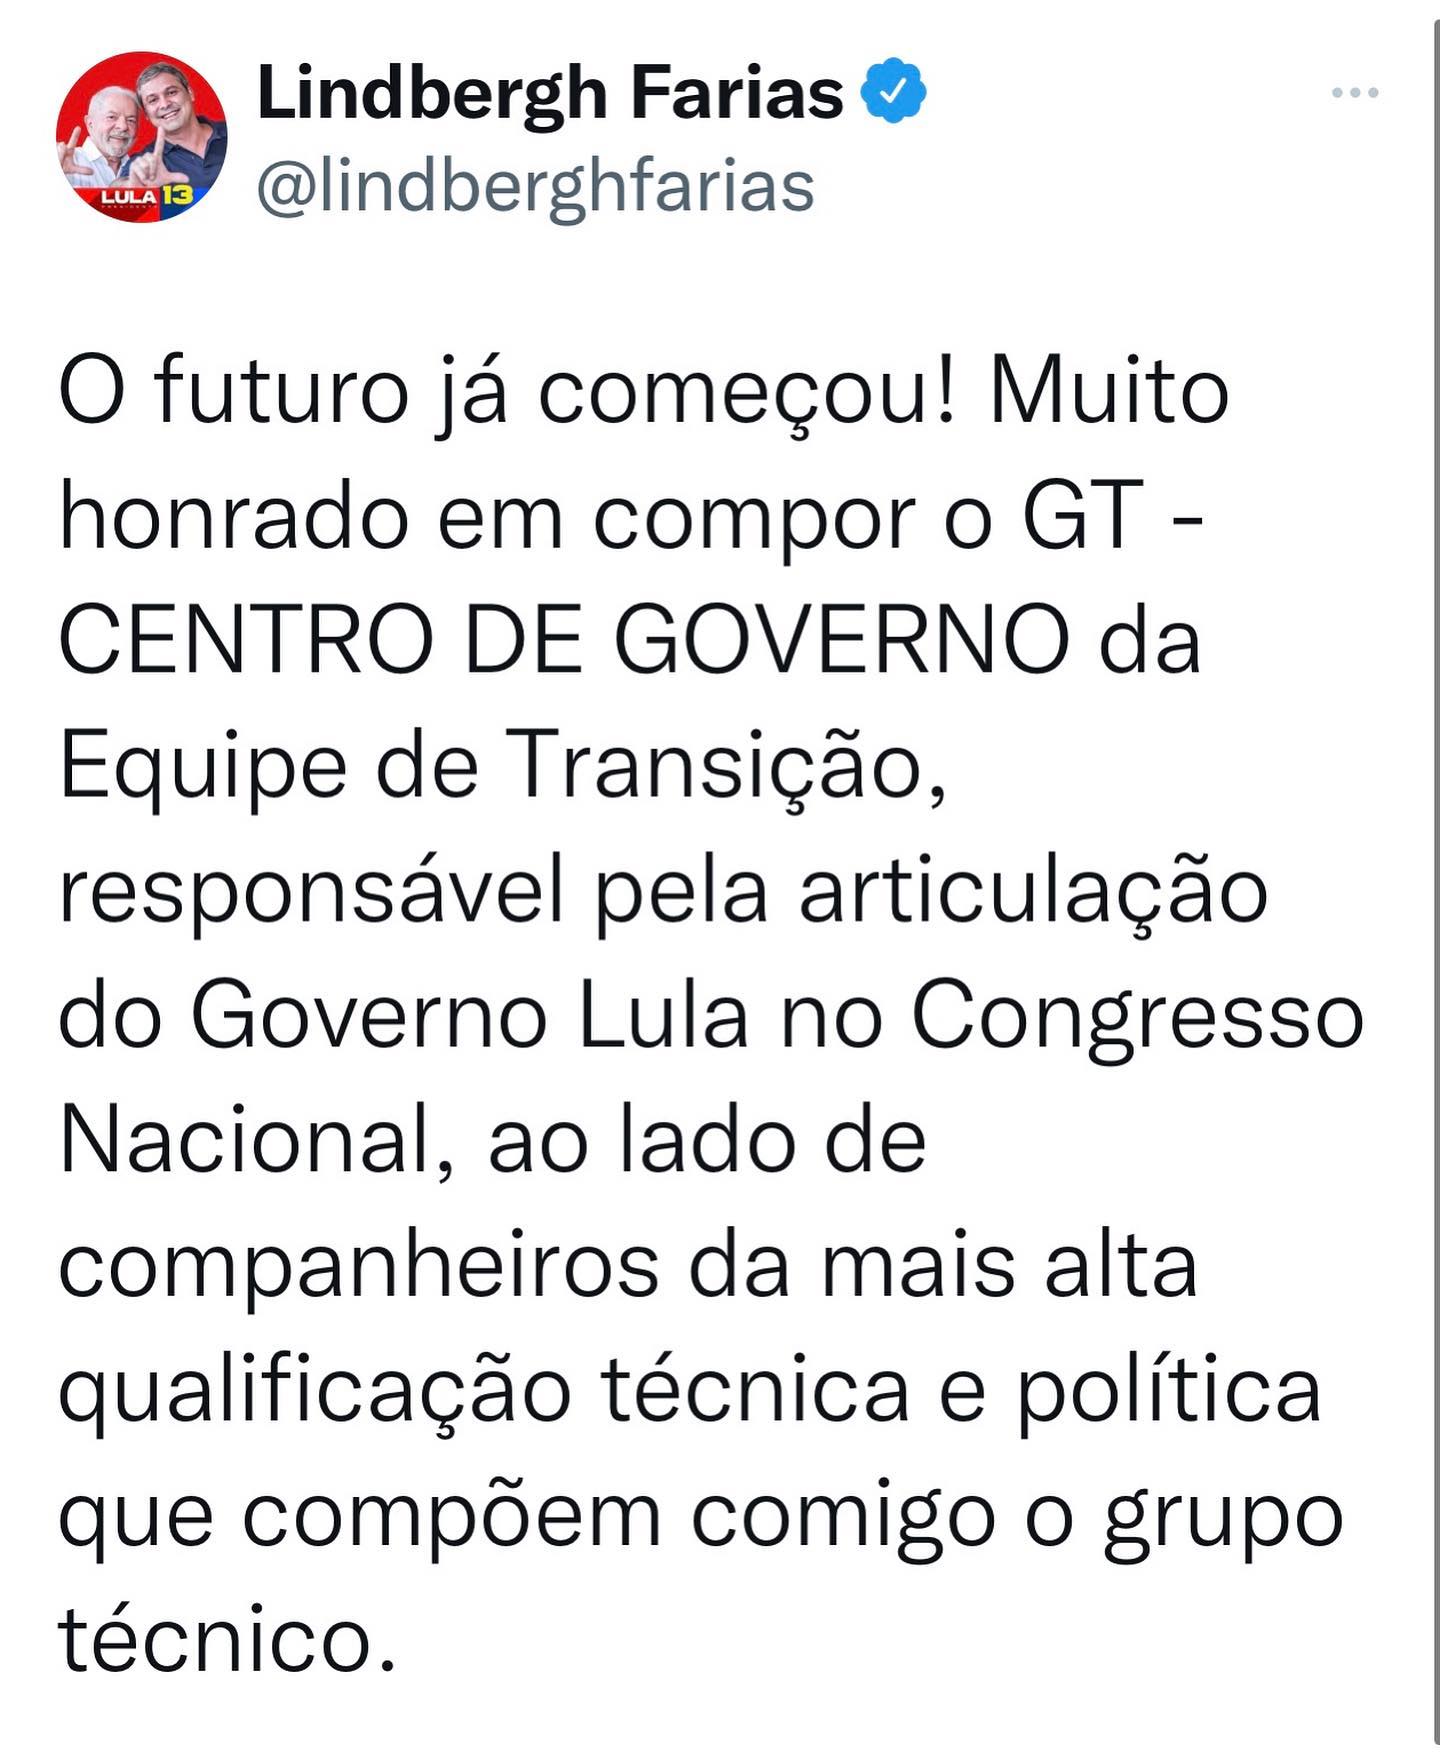 Lindbergh Farias
@lindberghfarias
LULA 13
O futuro já começou! Muito
honrado em compor o GT -
CENTRO DE GOVERNO da
Equipe de Transição,
responsável pela articulação
do Governo Lula no Congresso
Nacional, ao lado de
companheiros da mais alta
qualificação técnica e política
que compõem comigo o grupo
técnico.